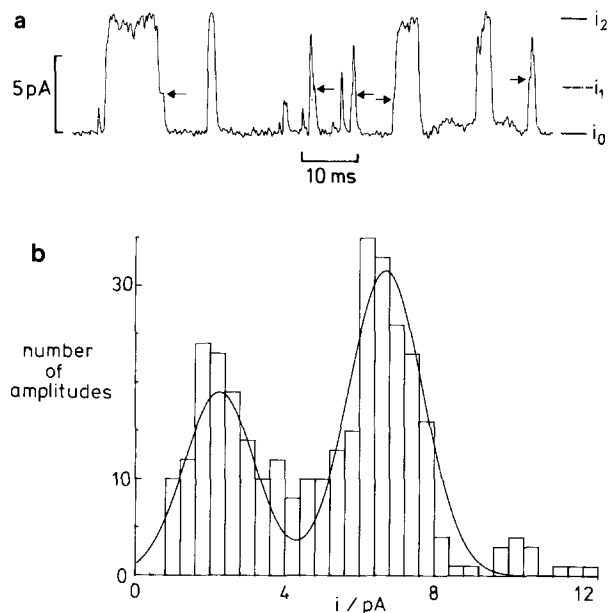 a
i₂
5pA
i₁
i₀
10 ms
b
30
number
of
amplitudes
10
0
0
4
8
12
i / pA